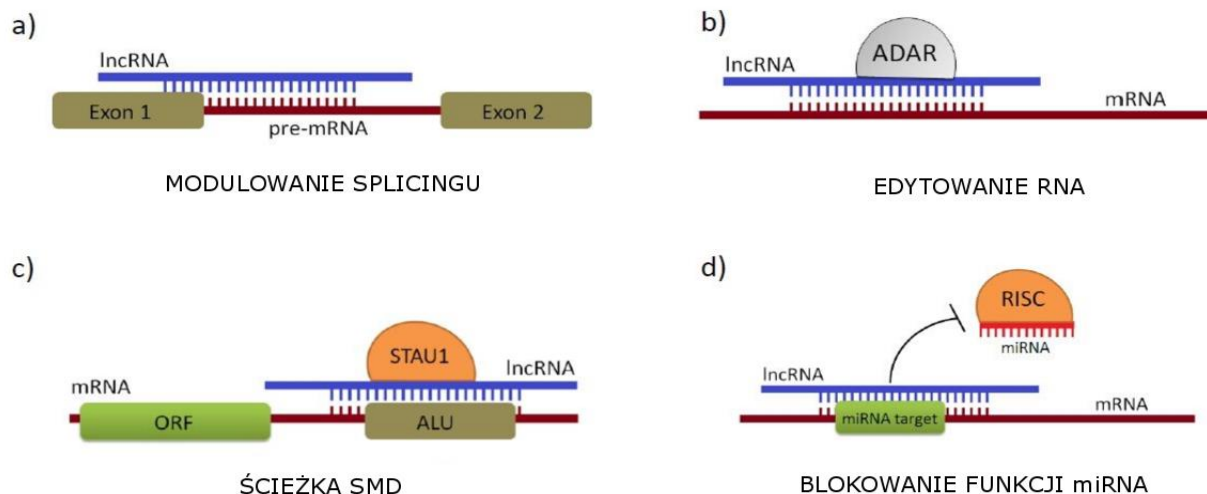 a)
lncRNA
Exon 1
pre-mRNA
Exon 2
MODULOWANIE SPLICINGU
b)
ADAR
lncRNA
mRNA
EDYTOWANIE RNA
c)
STAU1
lncRNA
mRNA
ORF
ALU
ŚCIEŻKA SMD
d)
RISC
miRNA
lncRNA
mRNA
miRNA target
BLOKOWANIE FUNKCJI miRNA